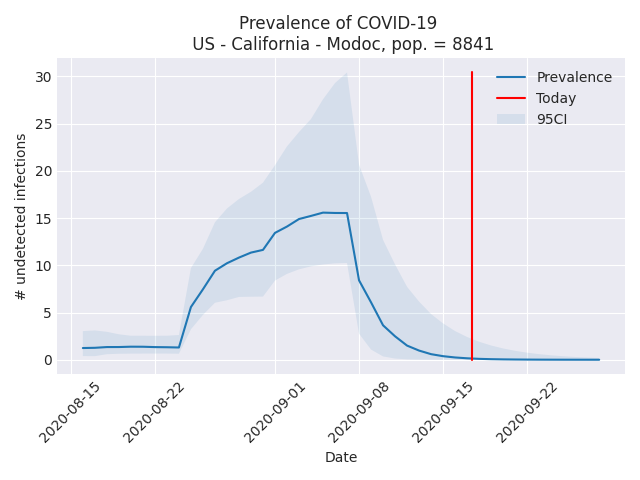 Prevalence of COVID-19
US - California - Modoc, pop. = 8841
# undetected infections
30
25
20
15
10
5
0
Prevalence
Today
95CI
2020-08-15
2020-08-22
2020-09-01
2020-09-08
2020-09-15
2020-09-22
Date